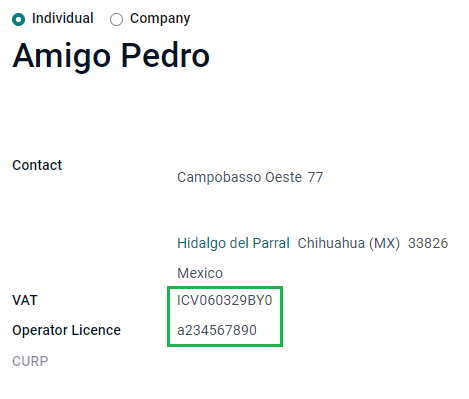 Individual Company
Amigo Pedro
Contact
Campobasso Oeste 77
Hidalgo del Parral Chihuahua (MX) 33826
Mexico
VAT ICV060329BY0
Operator Licence a234567890
CURP